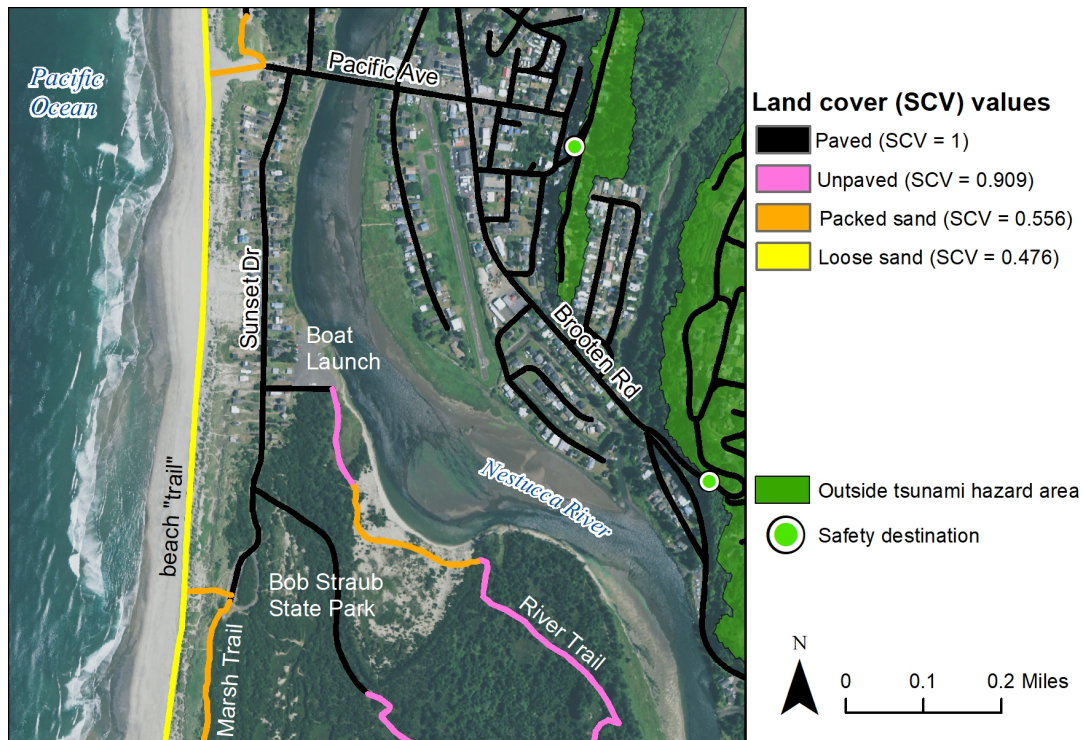 Pacific
Ocean
Pacific Ave
Sunset Dr
Boat
Launch
Brooten Rd
Nestucca River
beach "trail"
Bob Straub
State Park
River Trail
Marsh Trail
Land cover (SCV) values
Paved (SCV = 1)
Unpaved (SCV = 0.909)
Packed sand (SCV = 0.556)
Loose sand (SCV = 0.476)
Outside tsunami hazard area
Safety destination
N
0 0.1 0.2 Miles